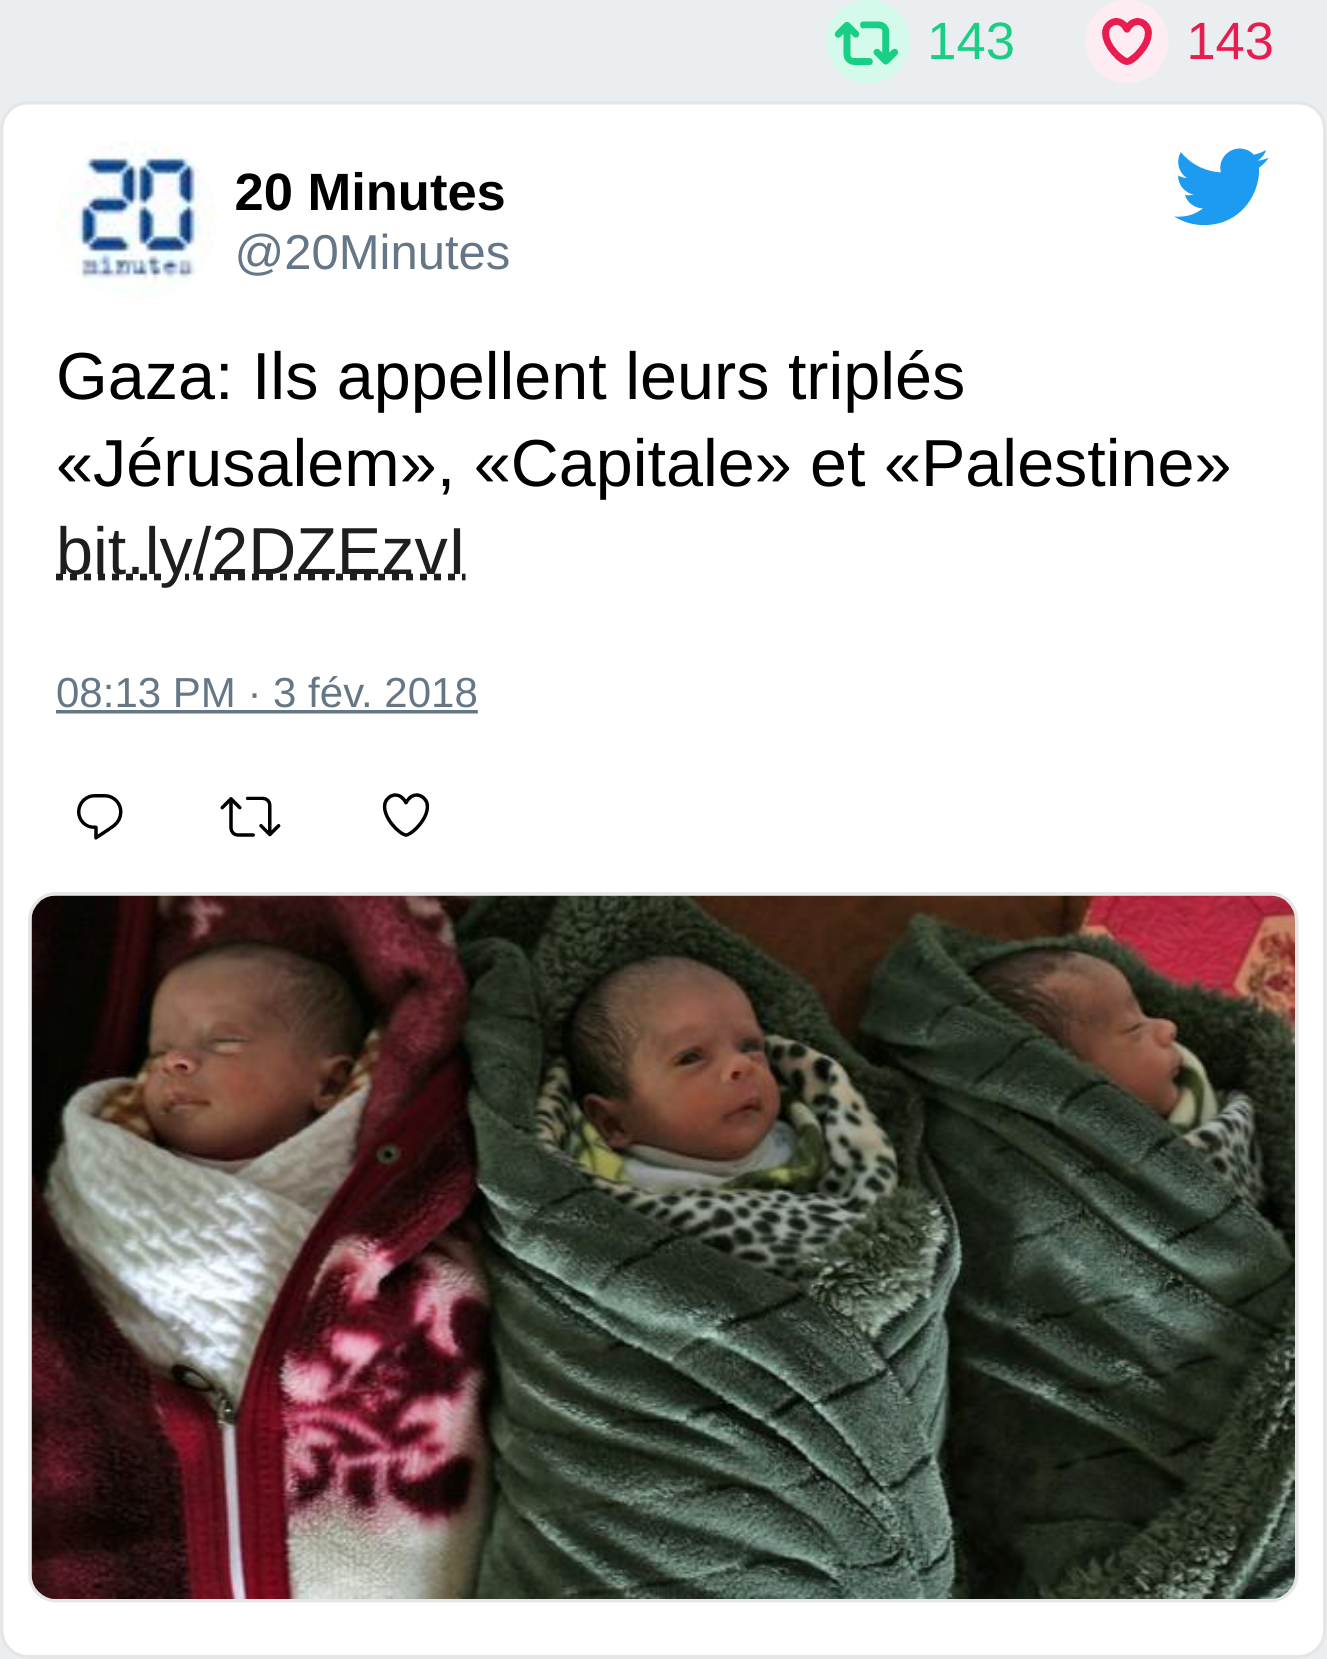 143 143
20
minutes
20 Minutes
@20Minutes
Gaza: Ils appellent leurs triplés
«Jérusalem», «Capitale» et «Palestine»
bit.ly/2DZEzvI
08:13 PM · 3 fév. 2018